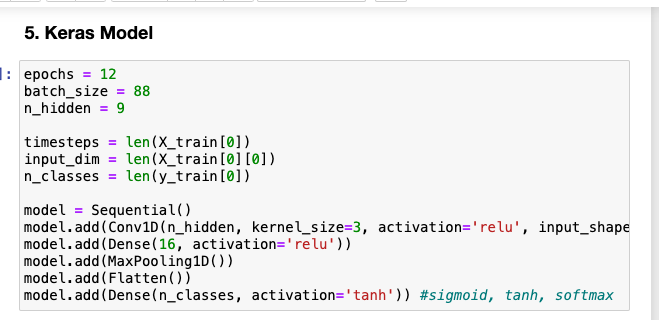 5. Keras Model
]:
epochs = 12
batch_size = 88
n_hidden = 9
timesteps = len(X_train[0])
input_dim = len(X_train[0][0])
n_classes = len(y_train[0])
model = Sequential()
model.add(Conv1D(n_hidden, kernel_size=3, activation='relu', input_shape
model.add(Dense(16, activation='relu'))
model.add(MaxPooling1D())
model.add(Flatten())
model.add(Dense(n_classes, activation='tanh')) #sigmoid, tanh, softmax